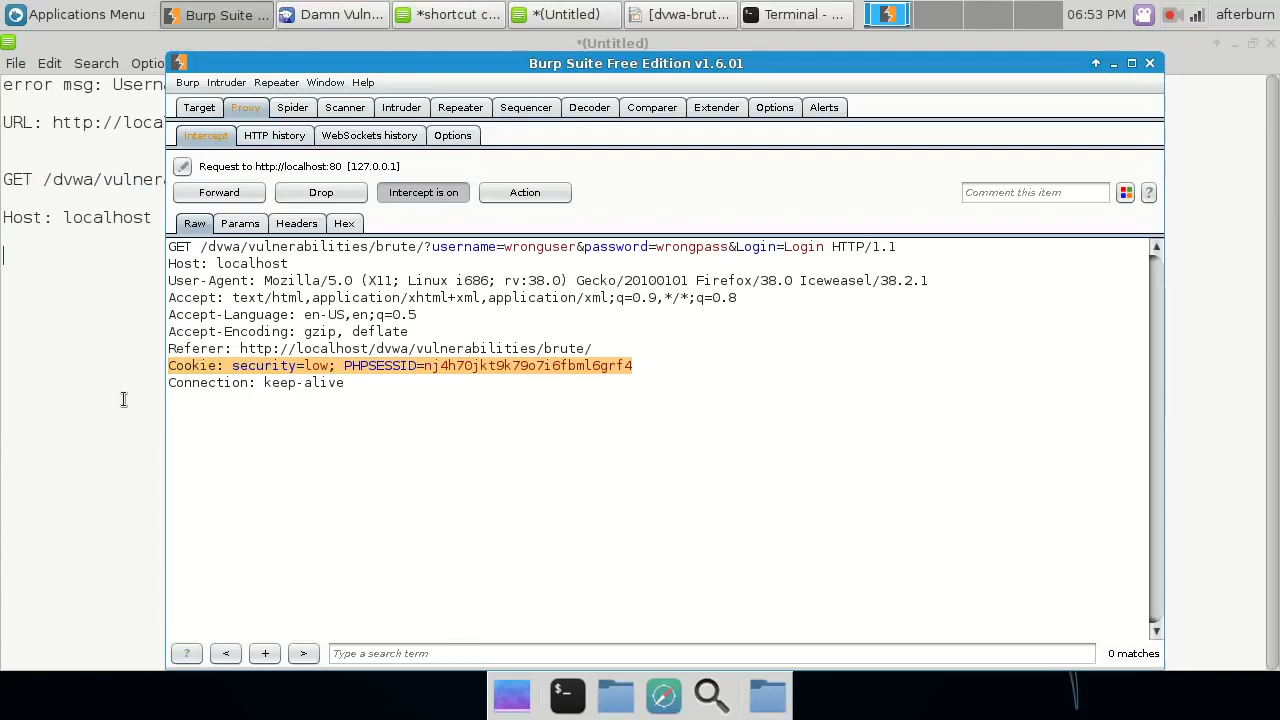 Applications Menu
Burp Suite ...
Damn Vuln...
*shortcut c...
*(Untitled)
[dvwa-brut...
Terminal - ...
06:53 PM
afterburn
*(Untitled)
File Edit Search Optio
error msg: Usern
URL: http://loca
GET /dvwa/vulner
Host: localhost
Burp Suite Free Edition v1.6.01
Burp Intruder Repeater Window Help
Target Proxy Spider Scanner Intruder Repeater Sequencer Decoder Comparer Extender Options Alerts
Intercept HTTP history WebSockets history Options
Request to http://localhost:80 [127.0.0.1]
Forward Drop Intercept is on Action Comment this item ?
Raw Params Headers Hex
GET /dvwa/vulnerabilities/brute/?username=wronguser&password=wrongpass&Login=Login HTTP/1.1
Host: localhost
User-Agent: Mozilla/5.0 (X11; Linux i686; rv:38.0) Gecko/20100101 Firefox/38.0 Iceweasel/38.2.1
Accept: text/html,application/xhtml+xml,application/xml;q=0.9,*/*;q=0.8
Accept-Language: en-US,en;q=0.5
Accept-Encoding: gzip, deflate
Referer: http://localhost/dvwa/vulnerabilities/brute/
Cookie: security=low; PHPSESSID=nj4h70jkt9k79o7i6fbml6grf4
Connection: keep-alive
? < + > Type a search term 0 matches